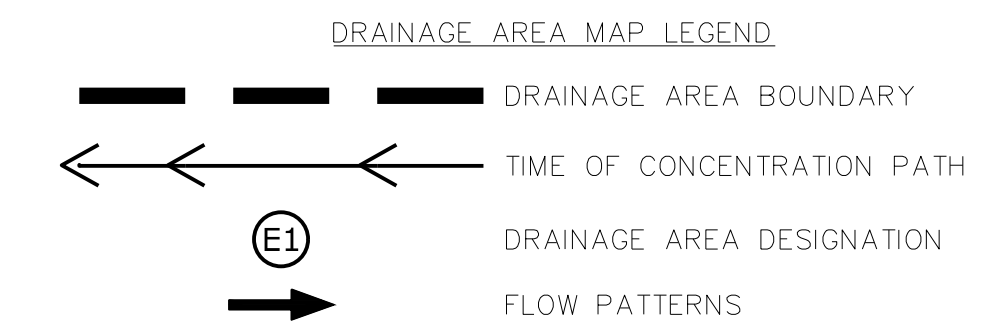 DRAINAGE AREA MAP LEGEND
DRAINAGE AREA BOUNDARY
TIME OF CONCENTRATION PATH
E1 DRAINAGE AREA DESIGNATION
FLOW PATTERNS